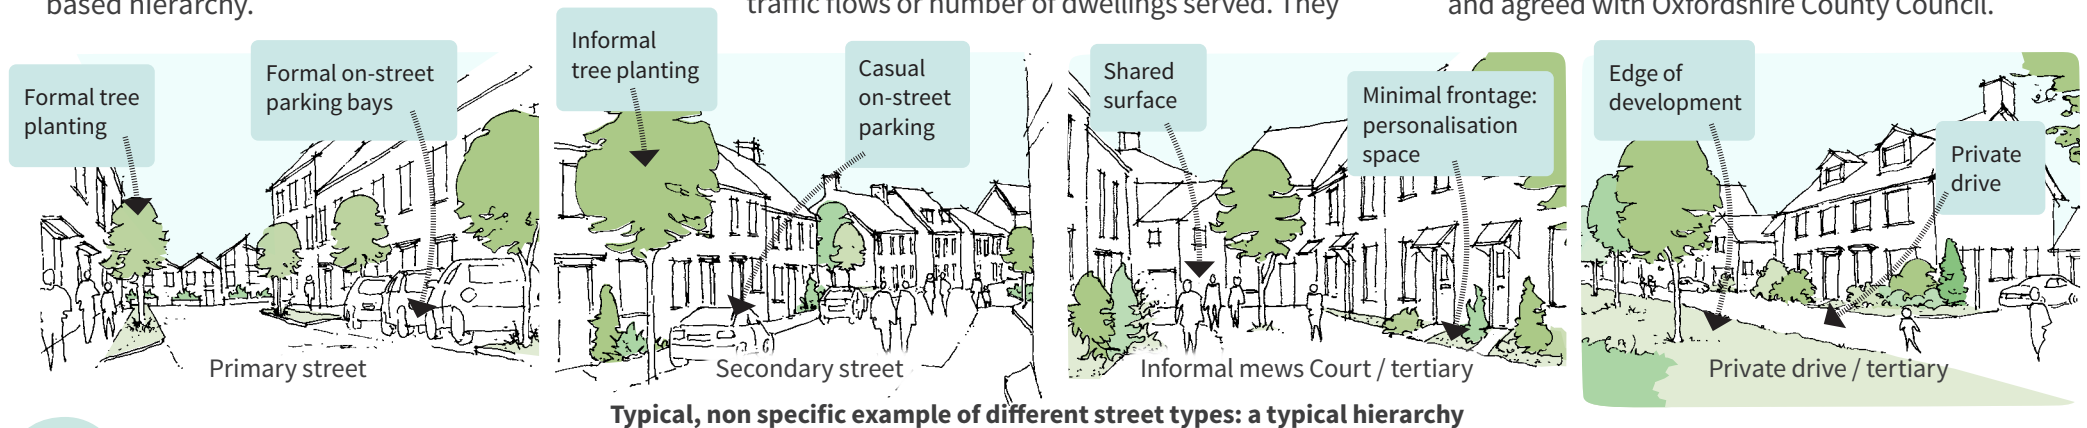 based hierarchy.
traffic flows or number of dwellings served. They
and agreed with Oxfordshire County Council.
Formal tree
planting
Formal on-street
parking bays
Primary street
Informal
tree planting
Casual
on-street
parking
Secondary street
Shared
surface
Minimal frontage:
personalisation
space
Informal mews Court / tertiary
Edge of
development
Private
drive
Private drive / tertiary
Typical, non specific example of different street types: a typical hierarchy